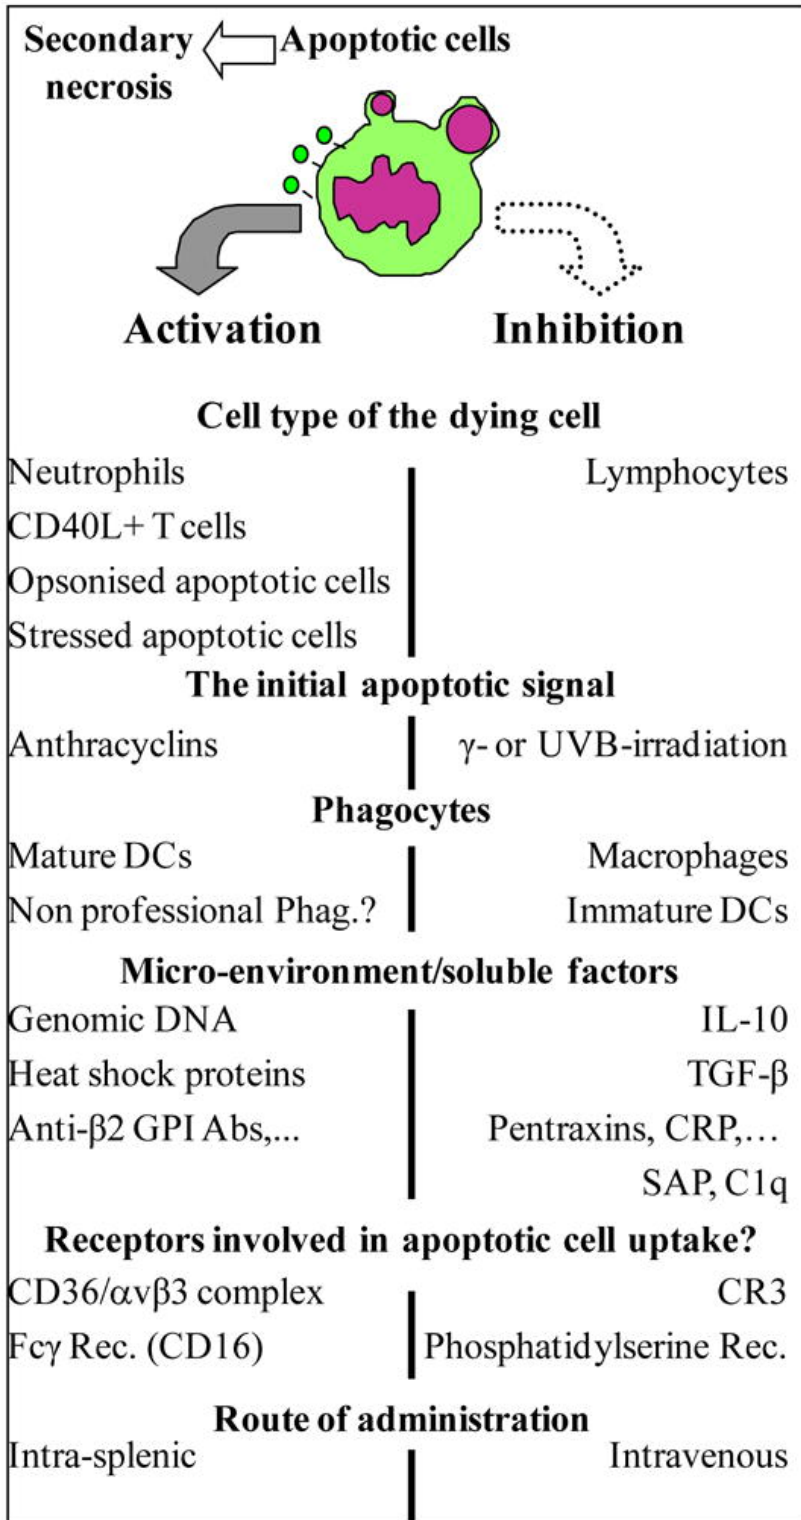 Secondary necrosis
Apoptotic cells
Activation
Inhibition
Cell type of the dying cell
Neutrophils
Lymphocytes
CD40L+ T cells
Opsonised apoptotic cells
Stressed apoptotic cells
The initial apoptotic signal
Anthracyclins
γ- or UVB-irradiation
Phagocytes
Mature DCs
Macrophages
Non professional Phag.?
Immature DCs
Micro-environment/soluble factors
Genomic DNA
IL-10
Heat shock proteins
TGF-β
Anti-β2 GPI Abs,...
Pentraxins, CRP,…
SAP, C1q
Receptors involved in apoptotic cell uptake?
CD36/αvβ3 complex
CR3
Fcγ Rec. (CD16)
Phosphatidylserine Rec.
Route of administration
Intra-splenic
Intravenous